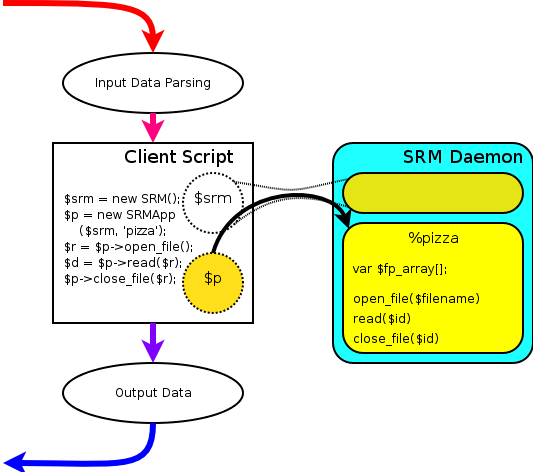 Input Data Parsing
Client Script
$srm = new SRM();
$p = new SRMApp
($srm, 'pizza');
$r = $p->open_file();
$d = $p->read($r);
$p->close_file($r);
$srm
$p
SRM Daemon
%pizza
var $fp_array[];
open_file($filename)
read($id)
close_file($id)
Output Data